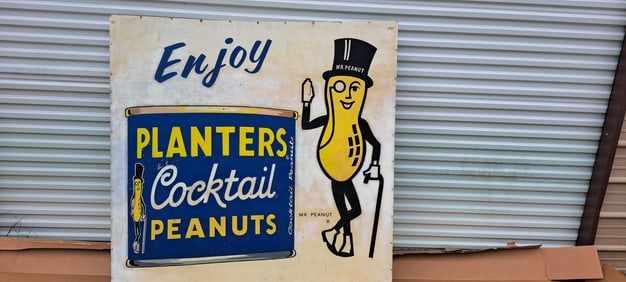 Enjoy
MR PEANUT
PLANTERS
Cocktail
PEANUTS
Cocktail Peanuts
MR PEANUT
®